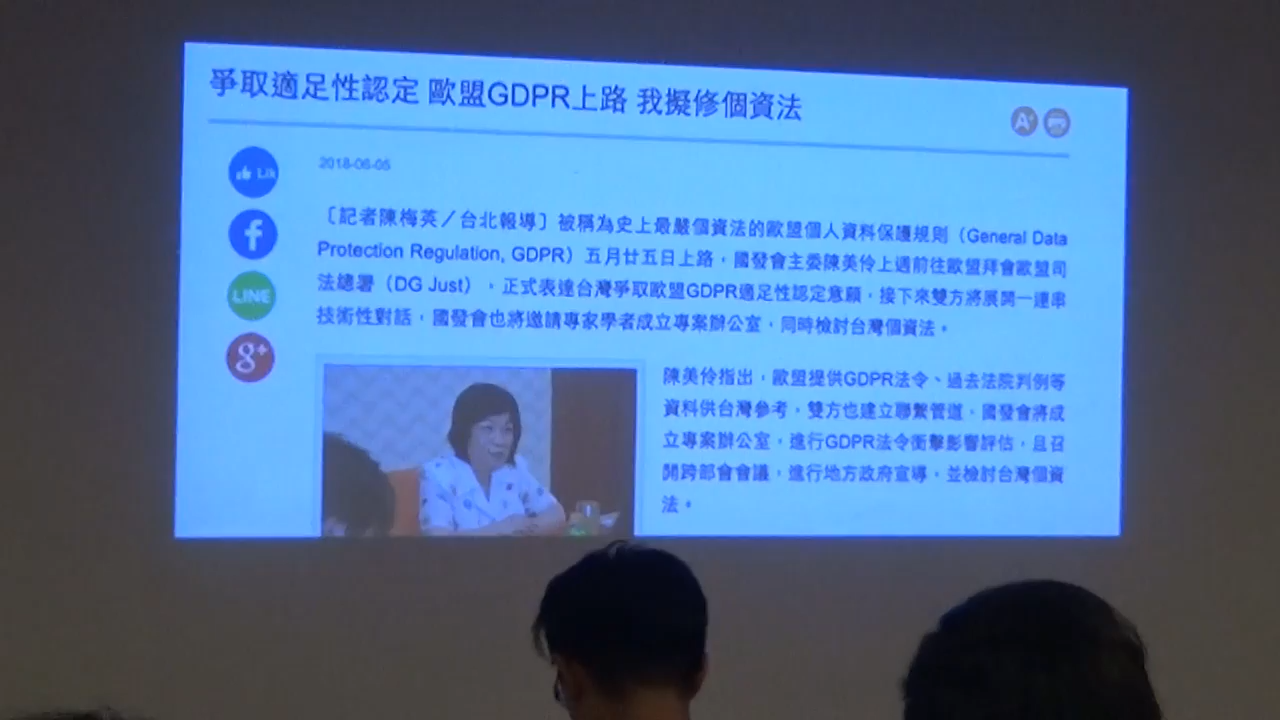 爭取適足性認定 歐盟GDPR上路 我擬修個資法
A+
Lik
2018-06-05
f
〔記者陳梅英／台北報導〕被稱為史上最嚴個資法的歐盟個人資料保護規則（General Data
Protection Regulation, GDPR）五月廿五日上路，國發會主委陳美伶上週前往歐盟拜會歐盟司
LINE
法總署（DG Just），正式表達台灣爭取歐盟GDPR適足性認定意願，接下來雙方將展開一連串
技術性對話，國發會也將邀請專家學者成立專案辦公室，同時檢討台灣個資法。
g+
陳美伶指出，歐盟提供GDPR法令、過去法院判例等
資料供台灣參考，雙方也建立聯繫管道。國發會將成
立專案辦公室，進行GDPR法令衝擊影響評估，且召
開跨部會會議，進行地方政府宣導，並檢討台灣個資
法。